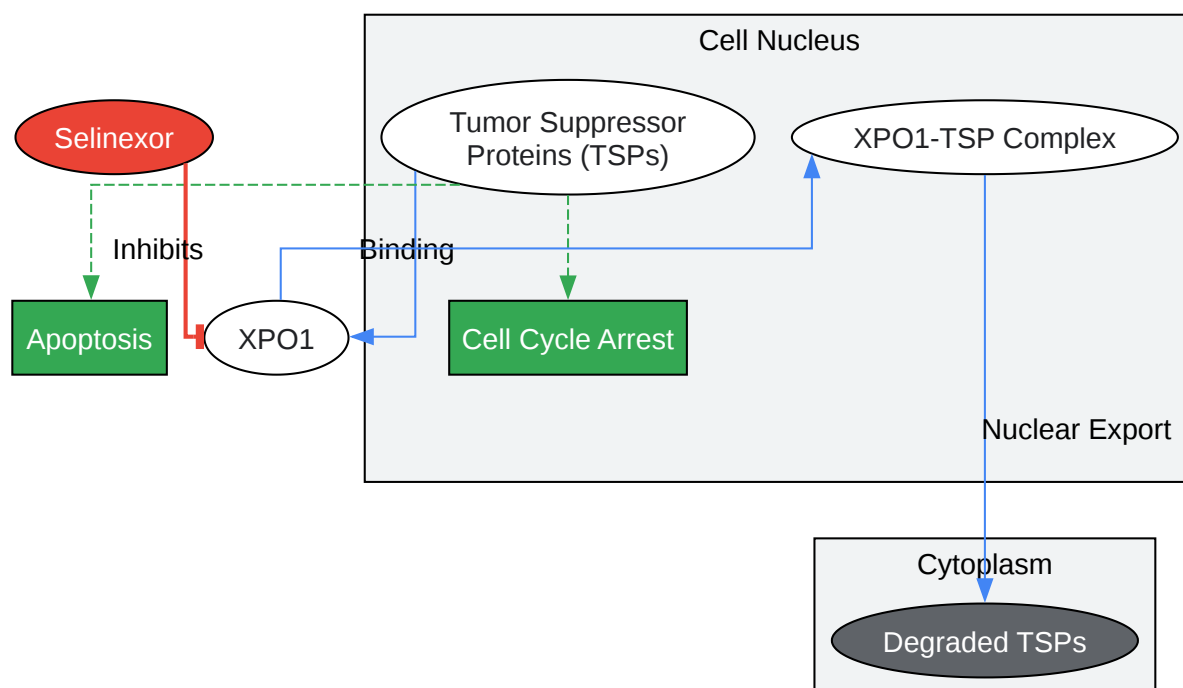 Cell Nucleus
Selinexor
Tumor Suppressor
Proteins (TSPs)
XPO1-TSP Complex
Inhibits
Binding
Apoptosis
XPO1
Cell Cycle Arrest
Nuclear Export
Cytoplasm
Degraded TSPs